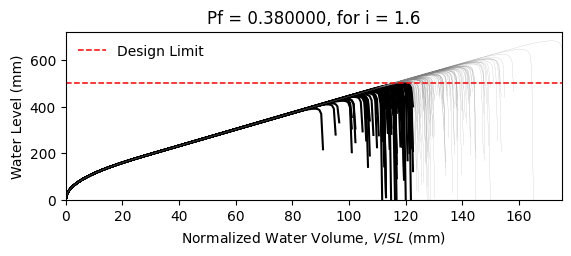 Pf = 0.380000, for i = 1.6
Design Limit
Water Level (mm)
600
400
200
0
0 20 40 60 80 100 120 140 160
Normalized Water Volume, V/SL (mm)